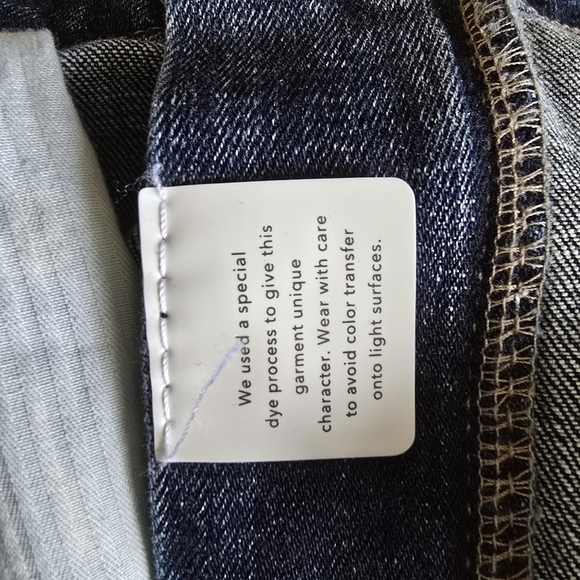 We used a special
dye process to give this
garment unique
character. Wear with care
to avoid color transfer
onto light surfaces.